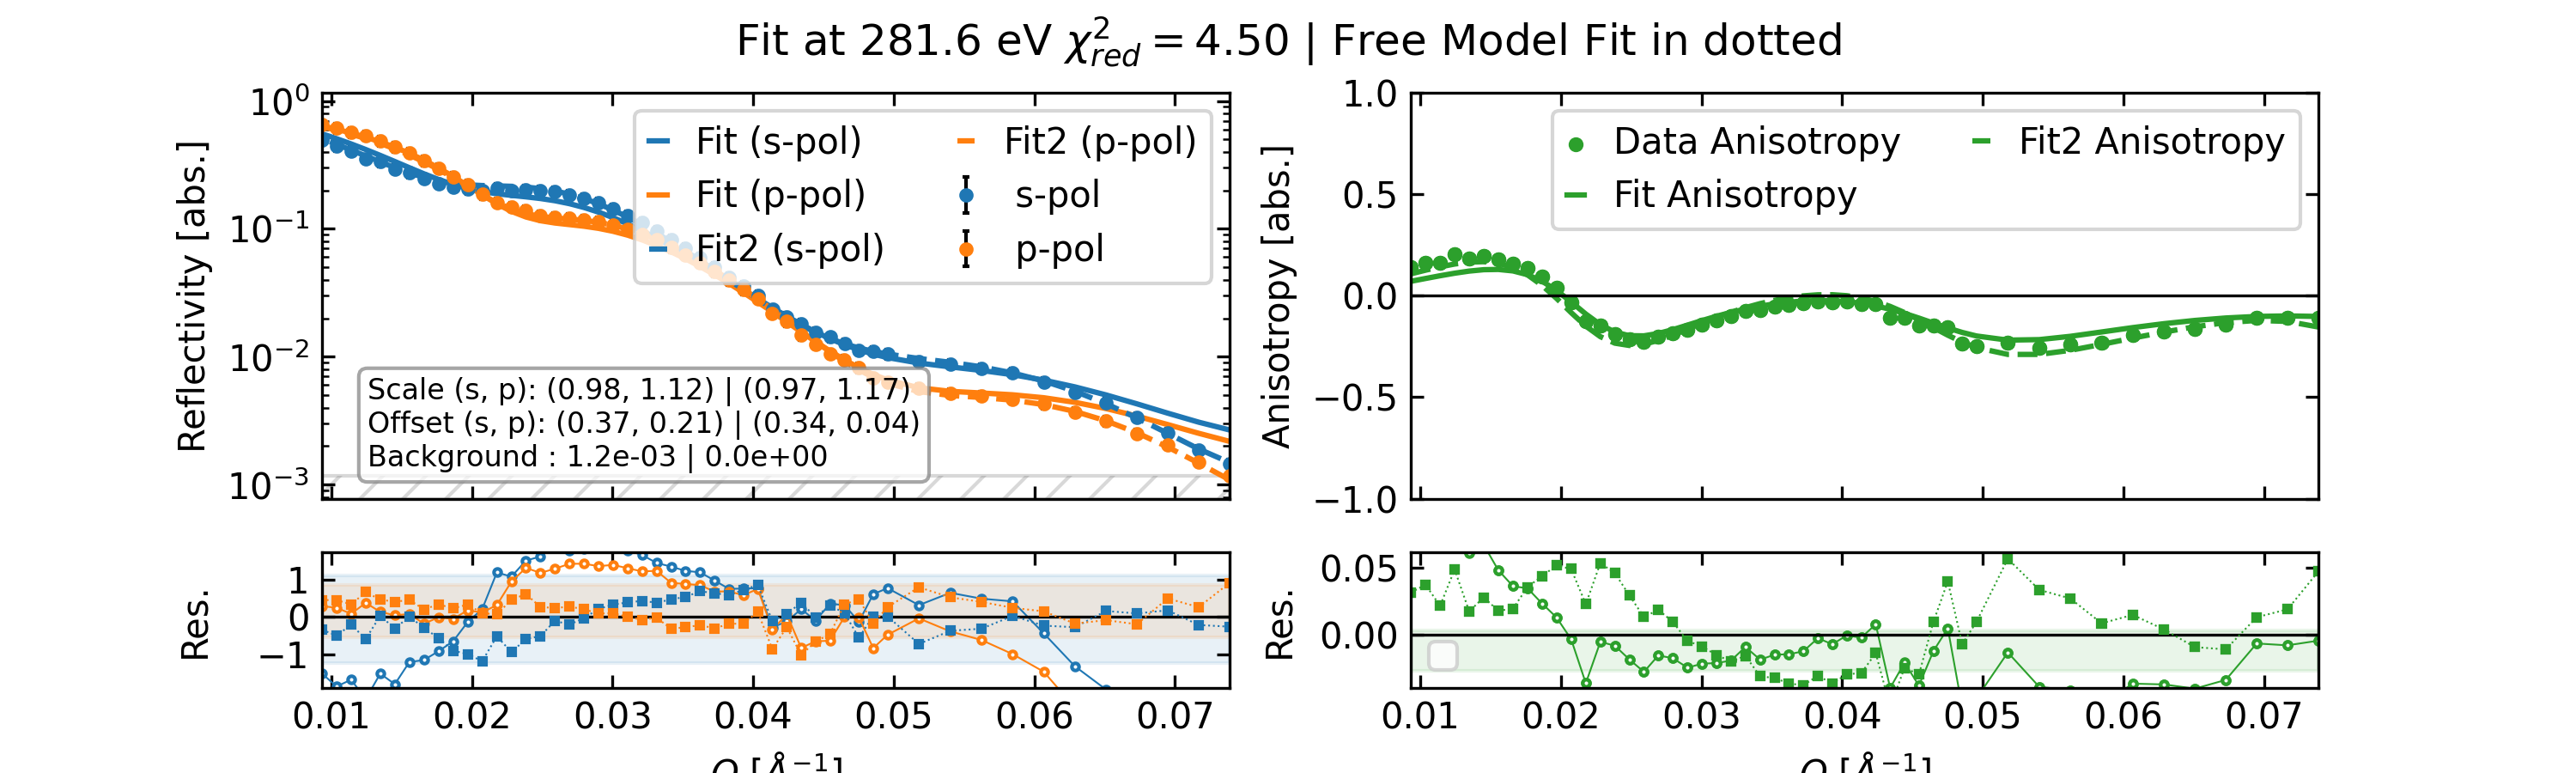 Fit at 281.6 eV χ²_red = 4.50 | Free Model Fit in dotted
Reflectivity [abs.]
10⁰
10⁻¹
10⁻²
10⁻³
Fit (s-pol)
Fit (p-pol)
Fit2 (s-pol)
Fit2 (p-pol)
s-pol
p-pol
Scale (s, p): (0.98, 1.12) | (0.97, 1.17)
Offset (s, p): (0.37, 0.21) | (0.34, 0.04)
Background : 1.2e-03 | 0.0e+00
Anisotropy [abs.]
1.0
0.5
0.0
−0.5
−1.0
Data Anisotropy
Fit Anisotropy
Fit2 Anisotropy
Res.
1
0
−1
0.01 0.02 0.03 0.04 0.05 0.06 0.07
Q [Å⁻¹]
Res.
0.05
0.00
0.01 0.02 0.03 0.04 0.05 0.06 0.07
Q [Å⁻¹]